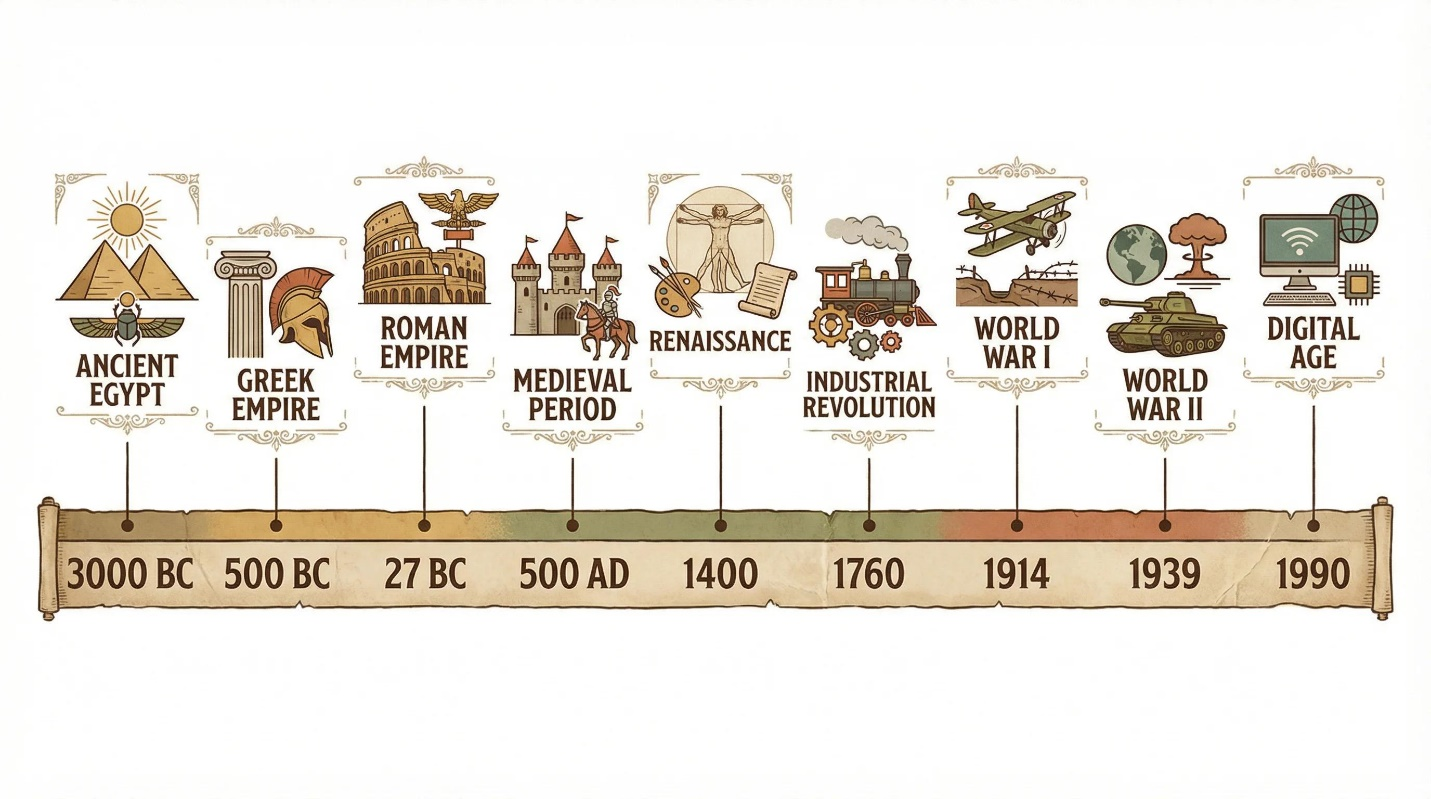 ANCIENT
EGYPT
GREEK
EMPIRE
ROMAN
EMPIRE
MEDIEVAL
PERIOD
RENAISSANCE
INDUSTRIAL
REVOLUTION
WORLD
WAR I
WORLD
WAR II
DIGITAL
AGE
3000 BC
500 BC
27 BC
500 AD
1400
1760
1914
1939
1990